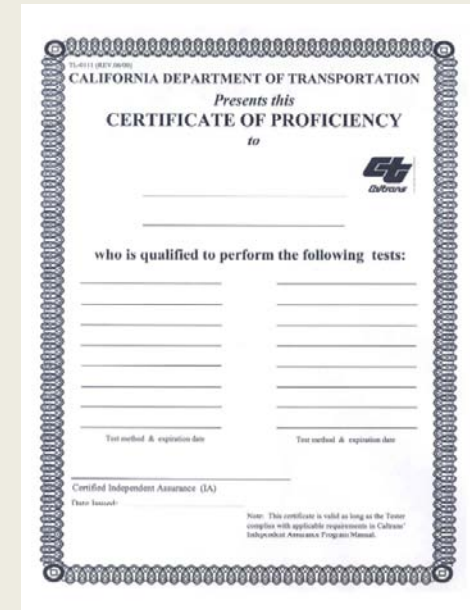 TL-0111 (REV 06/00)
CALIFORNIA DEPARTMENT OF TRANSPORTATION
Presents this
CERTIFICATE OF PROFICIENCY
to
Caltrans
who is qualified to perform the following tests:
Test method & expiration date Test method & expiration date
Certified Independent Assurance (IA)
Date Issued:
Note: This certificate is valid as long as the Tester
complies with applicable requirements in Caltrans'
Independent Assurance Program Manual.